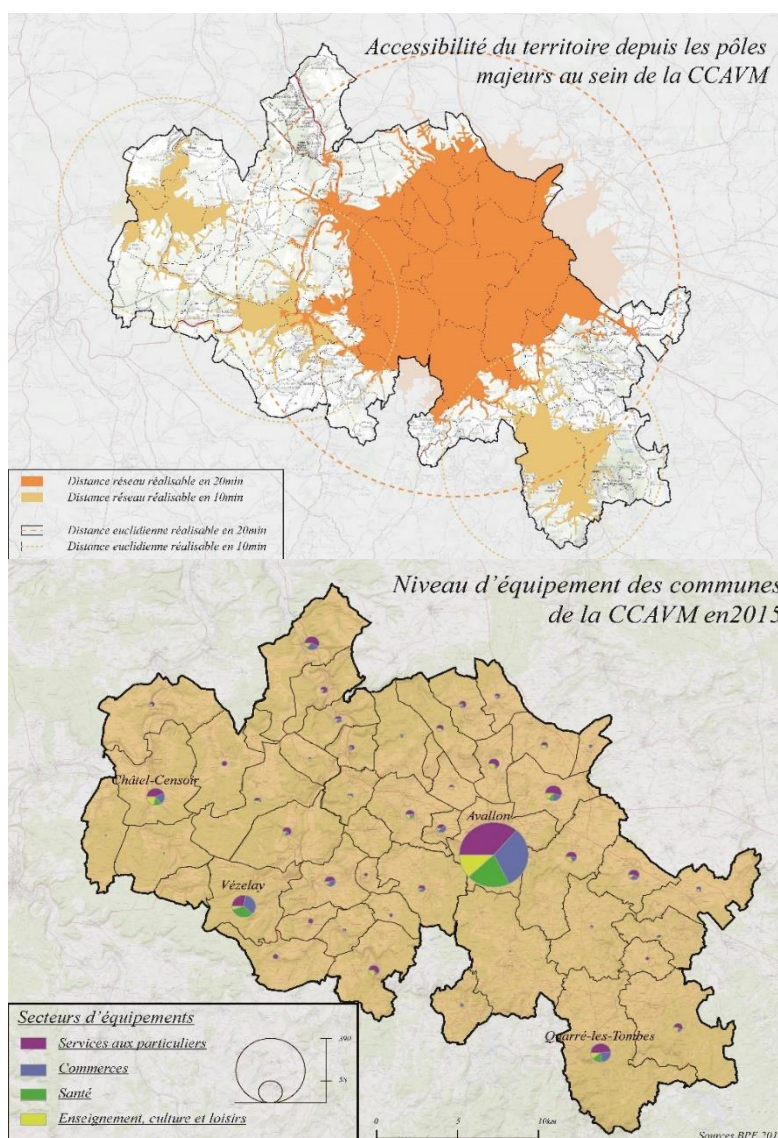 Accessibilité du territoire depuis les pôles
majeurs au sein de la CCAVM
Distance réseau réalisable en 20min
Distance réseau réalisable en 10min
Distance euclidienne réalisable en 20min
Distance euclidienne réalisable en 10min
Niveau d'équipement des communes
de la CCAVM en2015
Châtel-Censoir
Avallon
Vézelay
Quarré-les-Tombes
Secteurs d'équipements
Services aux particuliers
Commerces
Santé
Enseignement, culture et loisirs
0 5 10km
Sources BPE 201